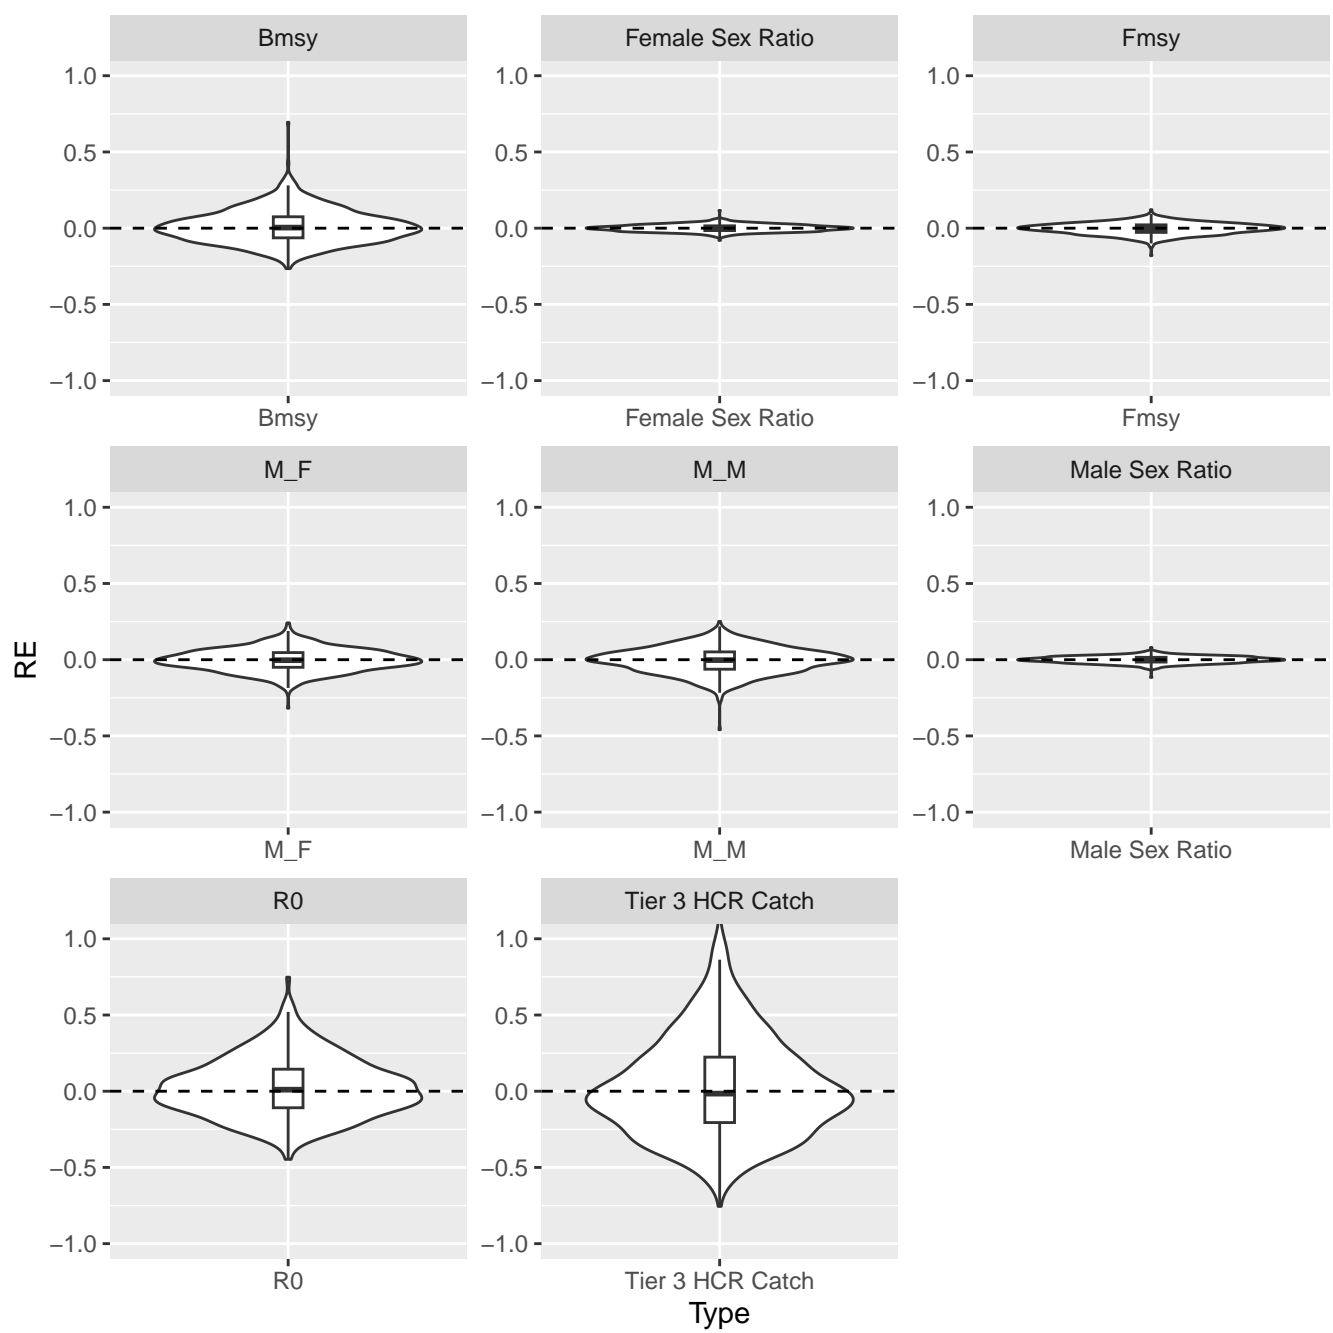 Bmsy Female Sex Ratio Fmsy
1.0 1.0 1.0
0.5 0.5 0.5
0.0 0.0 0.0
−0.5 −0.5 −0.5
−1.0 −1.0 −1.0
Bmsy Female Sex Ratio Fmsy
M_F M_M Male Sex Ratio
1.0 1.0 1.0
0.5 0.5 0.5
RE
0.0 0.0 0.0
−0.5 −0.5 −0.5
−1.0 −1.0 −1.0
M_F M_M Male Sex Ratio
R0 Tier 3 HCR Catch
1.0 1.0
0.5 0.5
0.0 0.0
−0.5 −0.5
−1.0 −1.0
R0 Tier 3 HCR Catch
Type